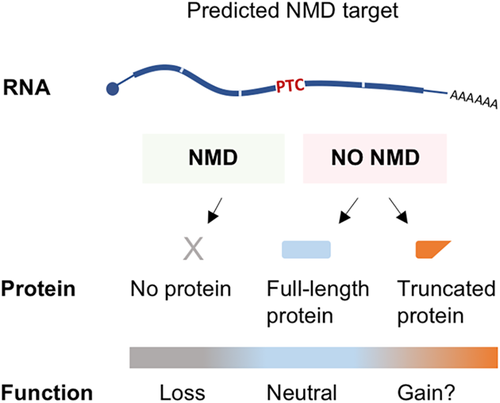 Predicted NMD target
RNA
PTC
AAAAAA
NMD
NO NMD
X
Protein
No protein
Full-length
protein
Truncated
protein
Function
Loss
Neutral
Gain?